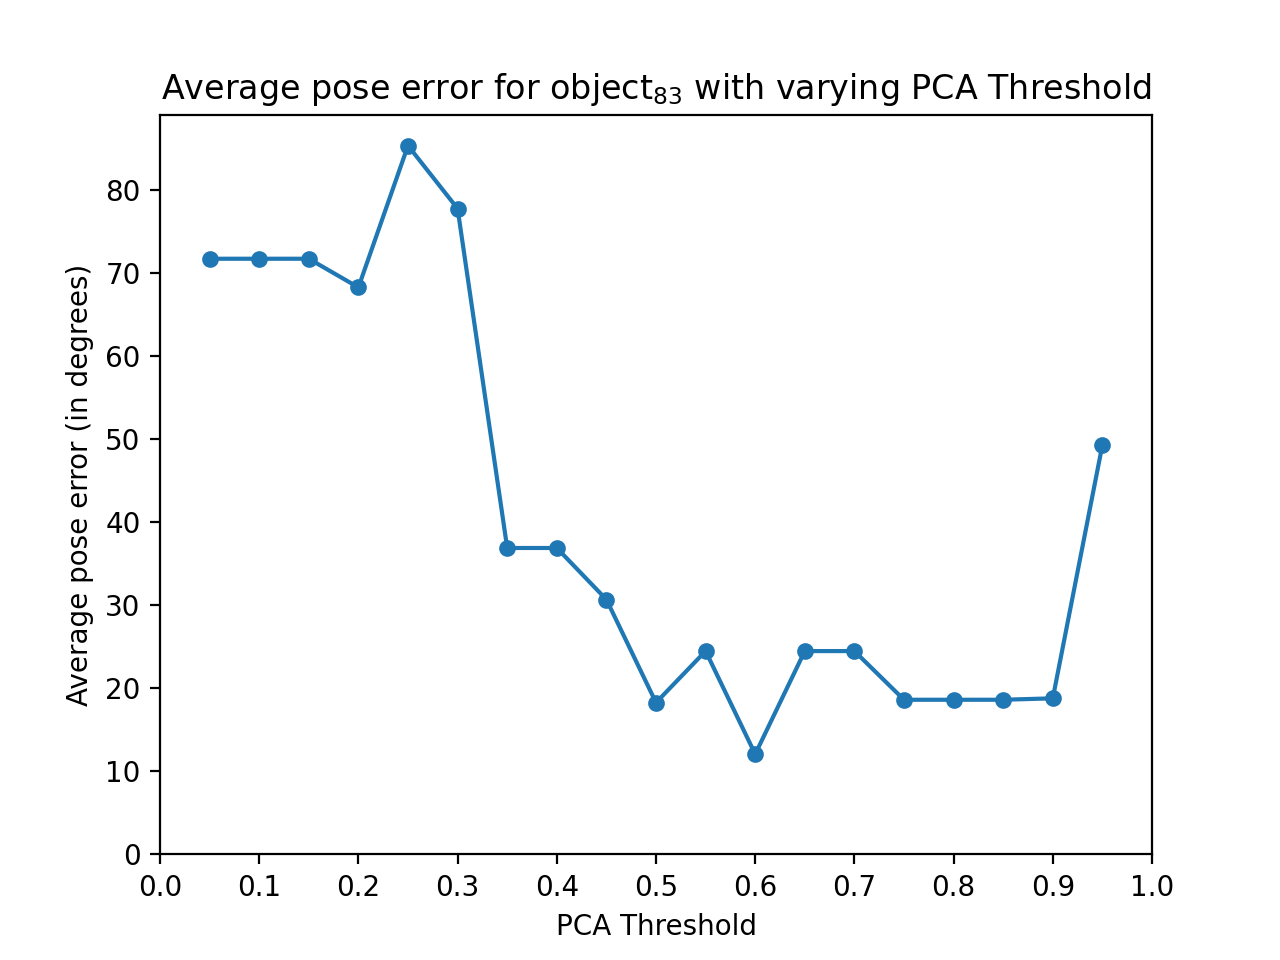 Average pose error for object₈₃ with varying PCA Threshold
Average pose error (in degrees)
80
70
60
50
40
30
20
10
0
0.0 0.1 0.2 0.3 0.4 0.5 0.6 0.7 0.8 0.9 1.0
PCA Threshold